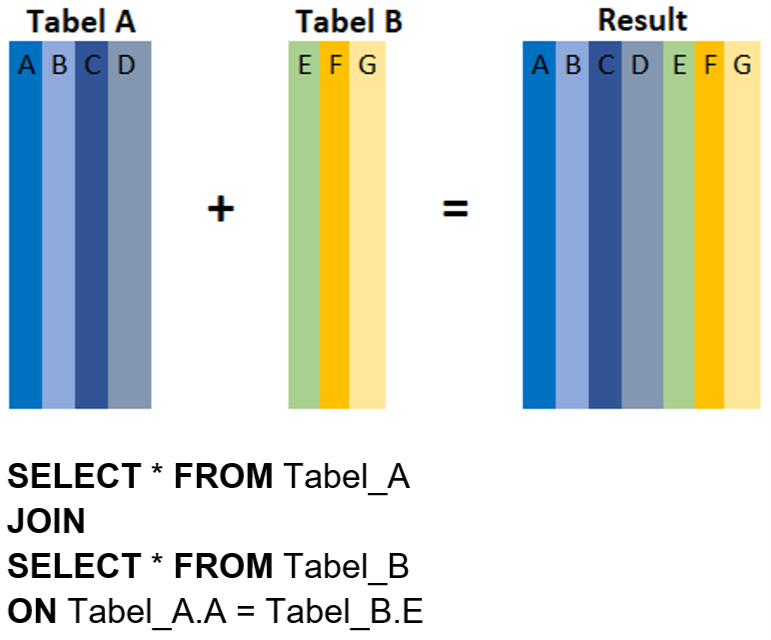 Tabel A Tabel B Result
A B C D E F G A B C D E F G
+ =
SELECT * FROM Tabel_A
JOIN
SELECT * FROM Tabel_B
ON Tabel_A.A = Tabel_B.E